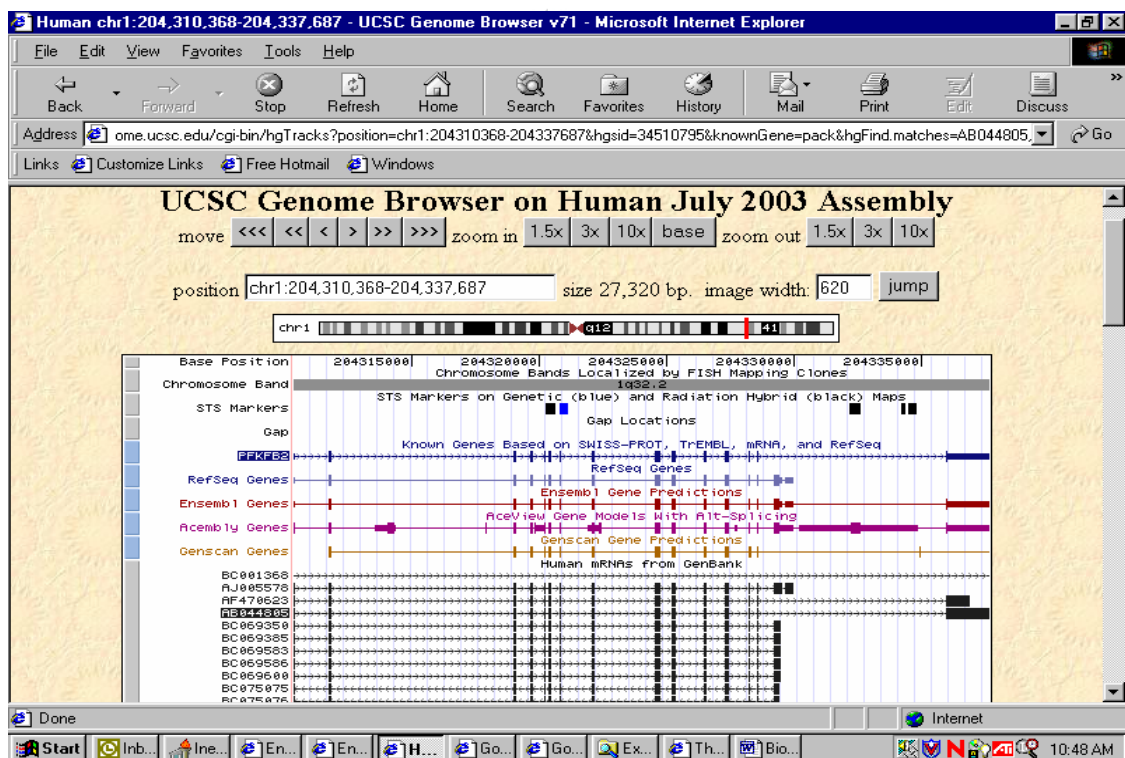 Human chr1:204,310,368-204,337,687 - UCSC Genome Browser v71 - Microsoft Internet Explorer
File Edit View Favorites Tools Help
Back Forward Stop Refresh Home Search Favorites History Mail Print Edit Discuss »
Address ome.ucsc.edu/cgi-bin/hgTracks?position=chr1:204310368-204337687&hgsid=34510795&knownGene=pack&hgFind.matches=AB044805, Go
Links Customize Links Free Hotmail Windows
UCSC Genome Browser on Human July 2003 Assembly
move <<< << < > >> >>> zoom in 1.5x 3x 10x base zoom out 1.5x 3x 10x
position chr1:204,310,368-204,337,687 size 27,320 bp. image width: 620 jump
chr1 q12 41
Base Position 204315000| 204320000| 204325000| 204330000| 204335000|
Chromosome Bands Localized by FISH Mapping Clones
Chromosome Band 1q32.2
STS Markers on Genetic (blue) and Radiation Hybrid (black) Maps
STS Markers
Gap Locations
Gap
Known Genes Based on SWISS-PROT, TrEMBL, mRNA, and RefSeq
PFKFB2
RefSeq Genes
RefSeq Genes
Ensembl Gene Predictions
Ensembl Genes
AceView Gene Models With Alt-Splicing
Acembly Genes
Genscan Gene Predictions
Genscan Genes
Human mRNAs from GenBank
BC001368
AJ005578
AF470623
AB044805
BC069350
BC069385
BC069583
BC069586
BC069600
BC075075
BC075076
Done Internet
Start Inb... Ine... En... En... H... Go... Go... Ex... Th... Bio... N ATI 10:48 AM